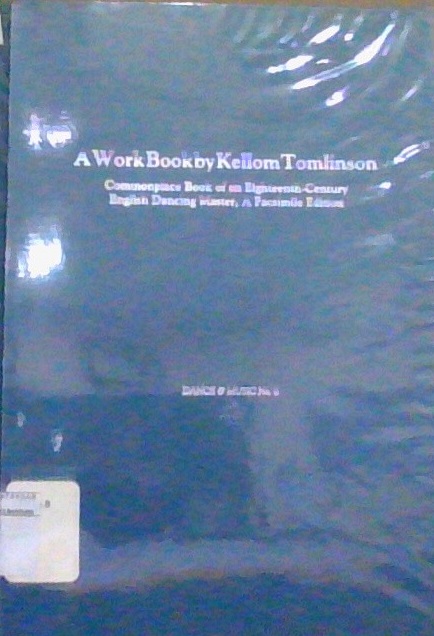 A Work Book by Kellom Tomlinson
Commonplace Book of an Eighteenth-Century
English Dancing Master, A Facsimile Edition
DANCE & MUSIC No